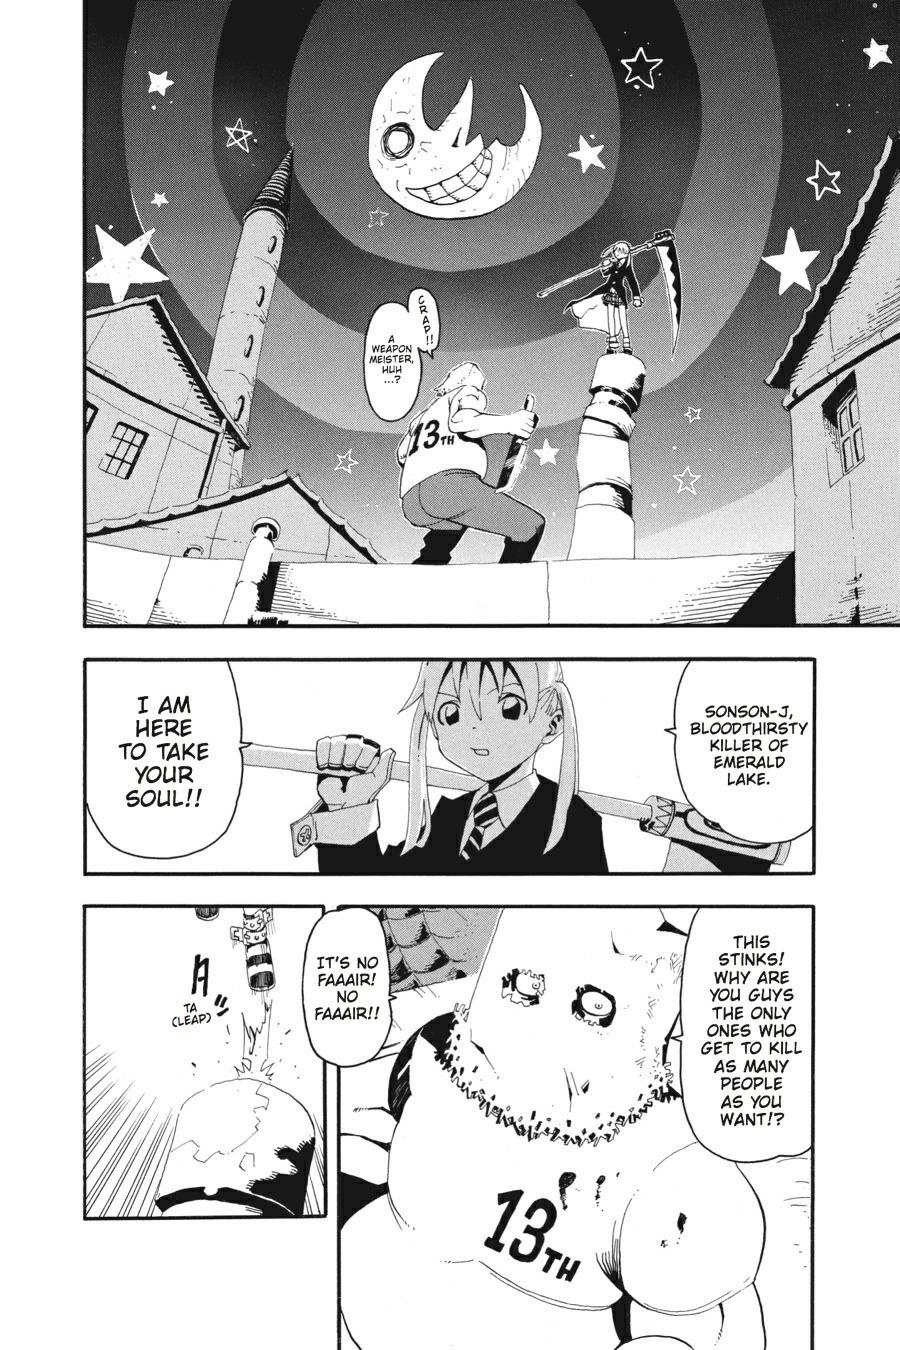 CRAP!!
A
WEAPON
MEISTER,
HUH
...?
13TH
SONSON-J,
BLOODTHIRSTY
KILLER OF
EMERALD
LAKE.
I AM
HERE
TO TAKE
YOUR
SOUL!!
THIS
STINKS!
WHY ARE
YOU GUYS
THE ONLY
ONES WHO
GET TO KILL
AS MANY
PEOPLE
AS YOU
WANT!?
IT'S NO
FAAAIR!
NO
FAAAIR!!
13TH
タッ
TA
(LEAP)